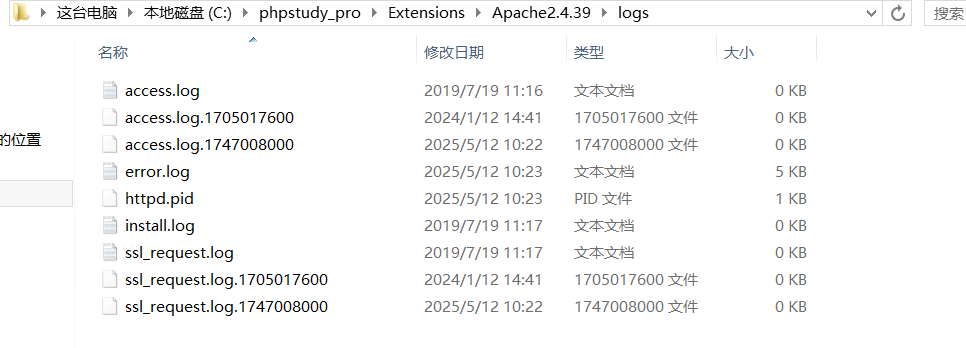 这台电脑 本地磁盘 (C:) phpstudy_pro Extensions Apache2.4.39 logs 搜索
名称 修改日期 类型 大小
access.log 2019/7/19 11:16 文本文档 0 KB
access.log.1705017600 2024/1/12 14:41 1705017600 文件 0 KB
的位置
access.log.1747008000 2025/5/12 10:22 1747008000 文件 0 KB
error.log 2025/5/12 10:23 文本文档 5 KB
httpd.pid 2025/5/12 10:23 PID 文件 1 KB
install.log 2019/7/19 11:17 文本文档 0 KB
ssl_request.log 2019/7/19 11:17 文本文档 0 KB
ssl_request.log.1705017600 2024/1/12 14:41 1705017600 文件 0 KB
ssl_request.log.1747008000 2025/5/12 10:22 1747008000 文件 0 KB